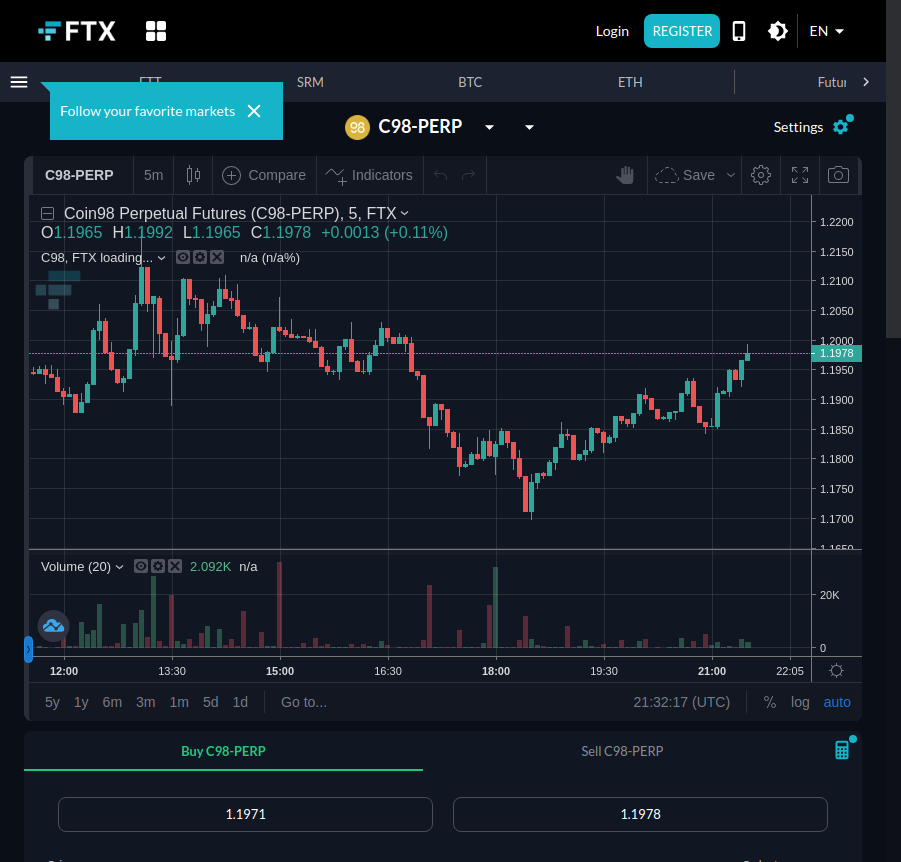 FTX
Login
REGISTER
EN
FTT
SRM
BTC
ETH
Futur
Follow your favorite markets
98
C98-PERP
Settings
C98-PERP
5m
Compare
Indicators
Save
Coin98 Perpetual Futures (C98-PERP), 5, FTX
O1.1965 H1.1992 L1.1965 C1.1978 +0.0013 (+0.11%)
C98, FTX loading...
n/a (n/a%)
1.2200
1.2150
1.2100
1.2050
1.2000
1.1978
1.1950
1.1900
1.1850
1.1800
1.1750
1.1700
1.1650
Volume (20)
2.092K n/a
20K
0
12:00 13:30 15:00 16:30 18:00 19:30 21:00 22:05
5y 1y 6m 3m 1m 5d 1d Go to...
21:32:17 (UTC)
% log auto
Buy C98-PERP
Sell C98-PERP
1.1971
1.1978